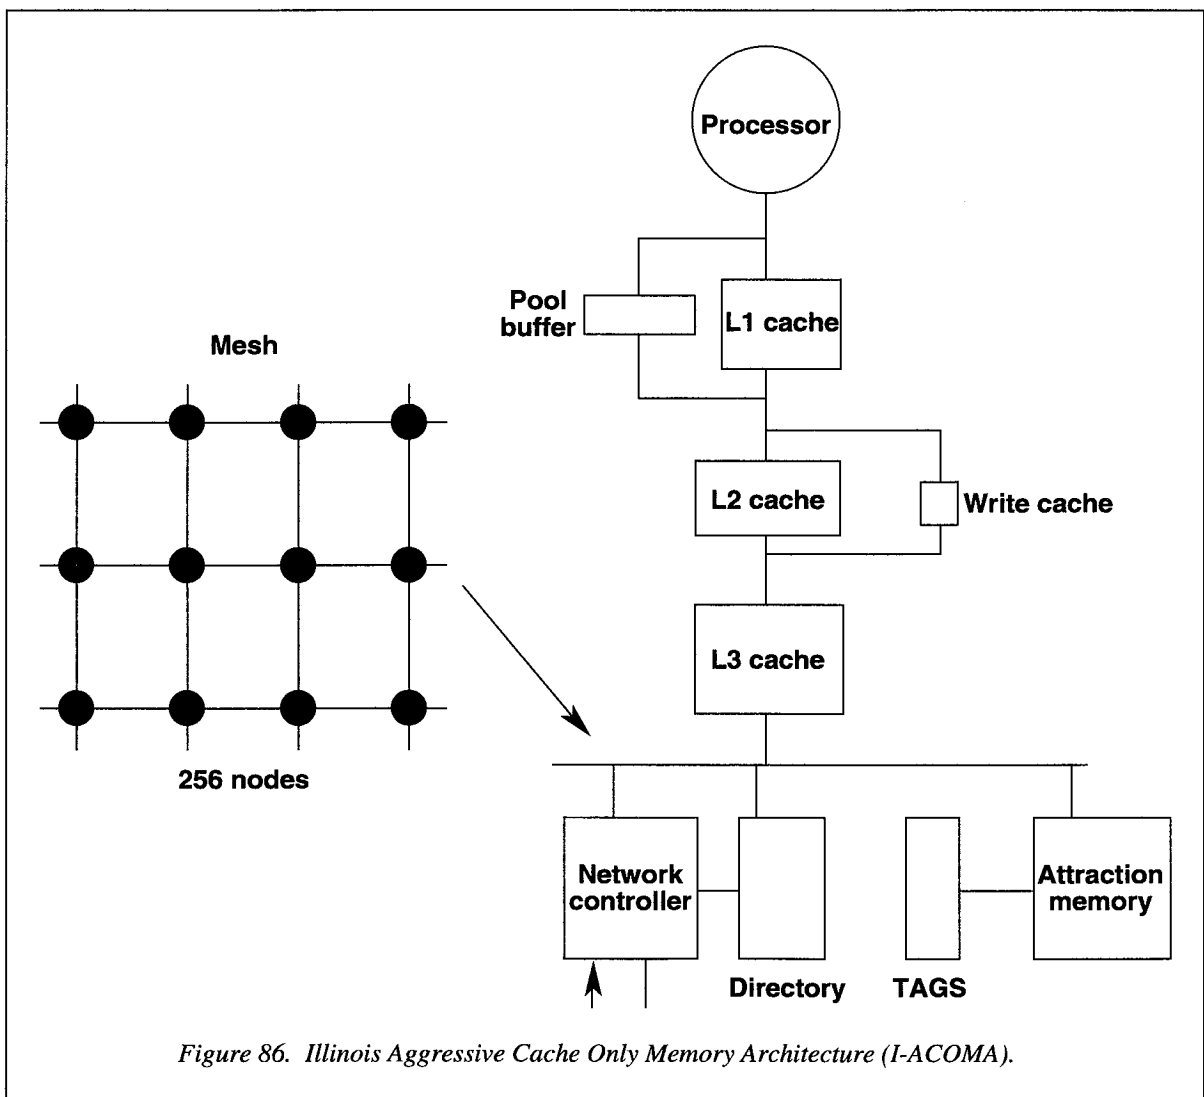 Processor
Pool
buffer
L1 cache
Mesh
L2 cache
Write cache
L3 cache
256 nodes
Network
controller
Attraction
memory
Directory
TAGS
Figure 86. Illinois Aggressive Cache Only Memory Architecture (I-ACOMA).